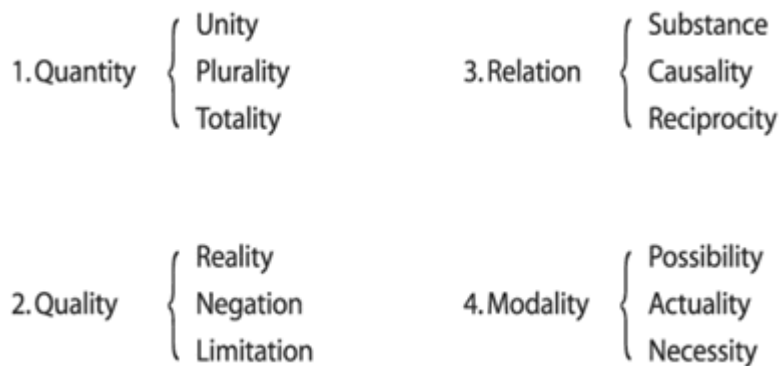 Unity
1. Quantity
Plurality
Totality
Substance
3. Relation
Causality
Reciprocity
Reality
2. Quality
Negation
Limitation
Possibility
4. Modality
Actuality
Necessity